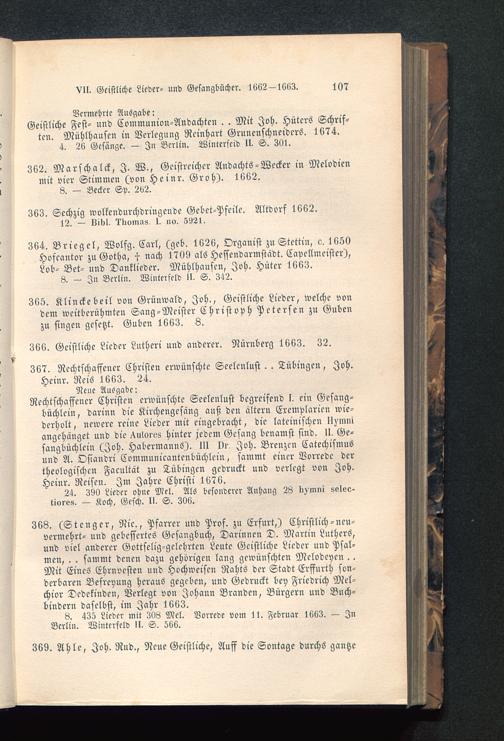 VII. Geistliche Lieder- und Gesangbücher. 1662—1663. 107
Vermehrte Ausgabe:
Geistliche Fest- und Communion-Andachten . . Mit Joh. Hüters Schrif-
ten. Mühlhausen in Verlegung Reinhart Grunenschneiders. 1674.
4. 26 Gesänge. — In Berlin. Winterfeld II. S. 301.
362. Marschalck, J. W., Geistreicher Andachts-Wecker in Melodien
mit vier Stimmen (von Heinr. Groh). 1662.
8. — Becker Sp. 262.
363. Sechzig wolkendurchdringende Gebet-Pfeile. Altdorf 1662.
12. — Bibl. Thomas. I. no. 5921.
364. Briegel, Wolfg. Carl, (geb. 1626, Organist zu Stettin, c. 1650
Hofcantor zu Gotha, † nach 1709 als Hessendarmstädt. Capellmeister),
Lob- Bet- und Danklieder. Mühlhausen, Joh. Hüter 1663.
8. — In Berlin. Winterfeld II. S. 342.
365. Klinckebeil von Grünwald, Joh., Geistliche Lieder, welche von
dem weitberühmten Sang-Meister Christoph Petersen zu Guben
zu singen gesetzt. Guben 1663. 8.
366. Geistliche Lieder Lutheri und anderer. Nürnberg 1663. 32.
367. Rechtschaffener Christen erwünschte Seelenlust . . Tübingen, Joh.
Heinr. Reis 1663. 24.
Neue Ausgabe:
Rechtschaffener Christen erwünschte Seelenlust begreifend I. ein Gesang-
büchlein, darinn die Kirchengesäng auß den ältern Exemplarien wie-
derholt, newere reine Lieder mit eingebracht, die lateinischen Hymni
angehänget und die Autores hinter jedem Gesang benamst sind. II. Ge-
sangbüchlein (Joh. Habermanns). III Dr. Joh. Brenzen Catechismus
und A. Osiandri Communicantenbüchlein, sammt einer Vorrede der
theologischen Facultät zu Tübingen gedruckt und verlegt von Joh.
Heinr. Reisen. Im Jahre Christi 1676.
24. 390 Lieder ohne Mel. Als besonderer Anhang 28 hymni selec-
tiores. — Koch, Gesch. II. S. 306.
368. (Stenger, Nic., Pfarrer und Prof. zu Erfurt,) Christlich-neu-
vermehrt- und gebessertes Gesangbuch, Darinnen D. Martin Luthers,
und viel anderer Gottselig-gelehrten Leute Geistliche Lieder und Psal-
men, . . sammt denen dazu gehörigen lang gewünschten Melodeyen . .
Mit Eines Ehrnvesten und Hochweisen Rahts der Stadt Erffurth son-
derbaren Befreyung heraus gegeben, und Gedruckt bey Friedrich Mel-
chior Dedekinden, Verlegt von Johann Branden, Bürgern und Buch-
bindern daselbst, im Jahr 1663.
8. 435 Lieder mit 308 Mel. Vorrede vom 11. Februar 1663. — In
Berlin. Winterfeld II. S. 566.
369. Ahle, Joh. Rud., Neue Geistliche, Auff die Sontage durchs gantze